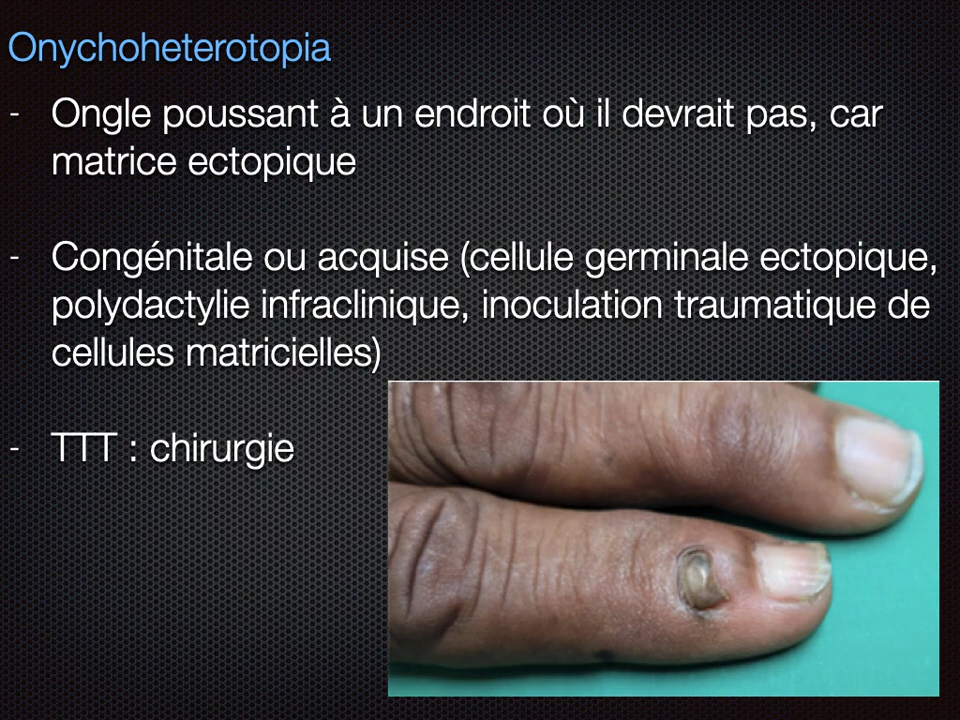 Onychoheterotopia
- Ongle poussant à un endroit où il devrait pas, car
matrice ectopique
- Congénitale ou acquise (cellule germinale ectopique,
polydactylie infraclinique, inoculation traumatique de
cellules matricielles)
- TTT : chirurgie